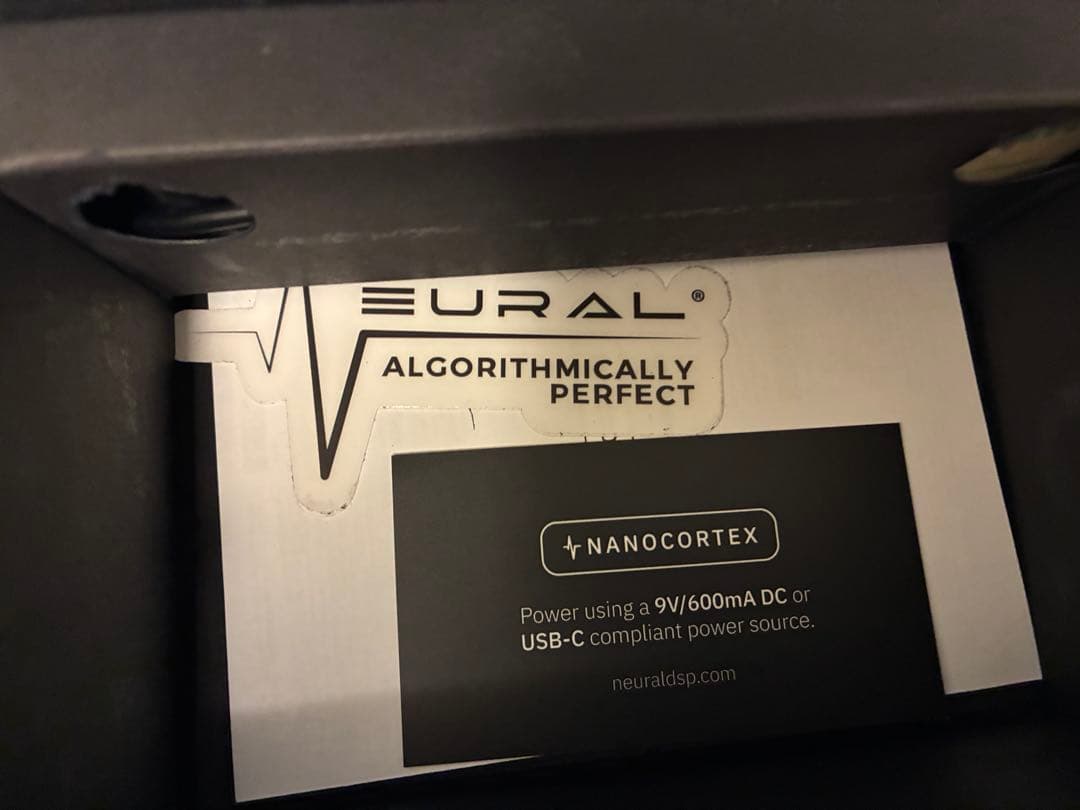 EURAL®
ALGORITHMICALLY
PERFECT
NANOCORTEX
Power using a 9V/600mA DC or
USB-C compliant power source.
neuraldsp.com